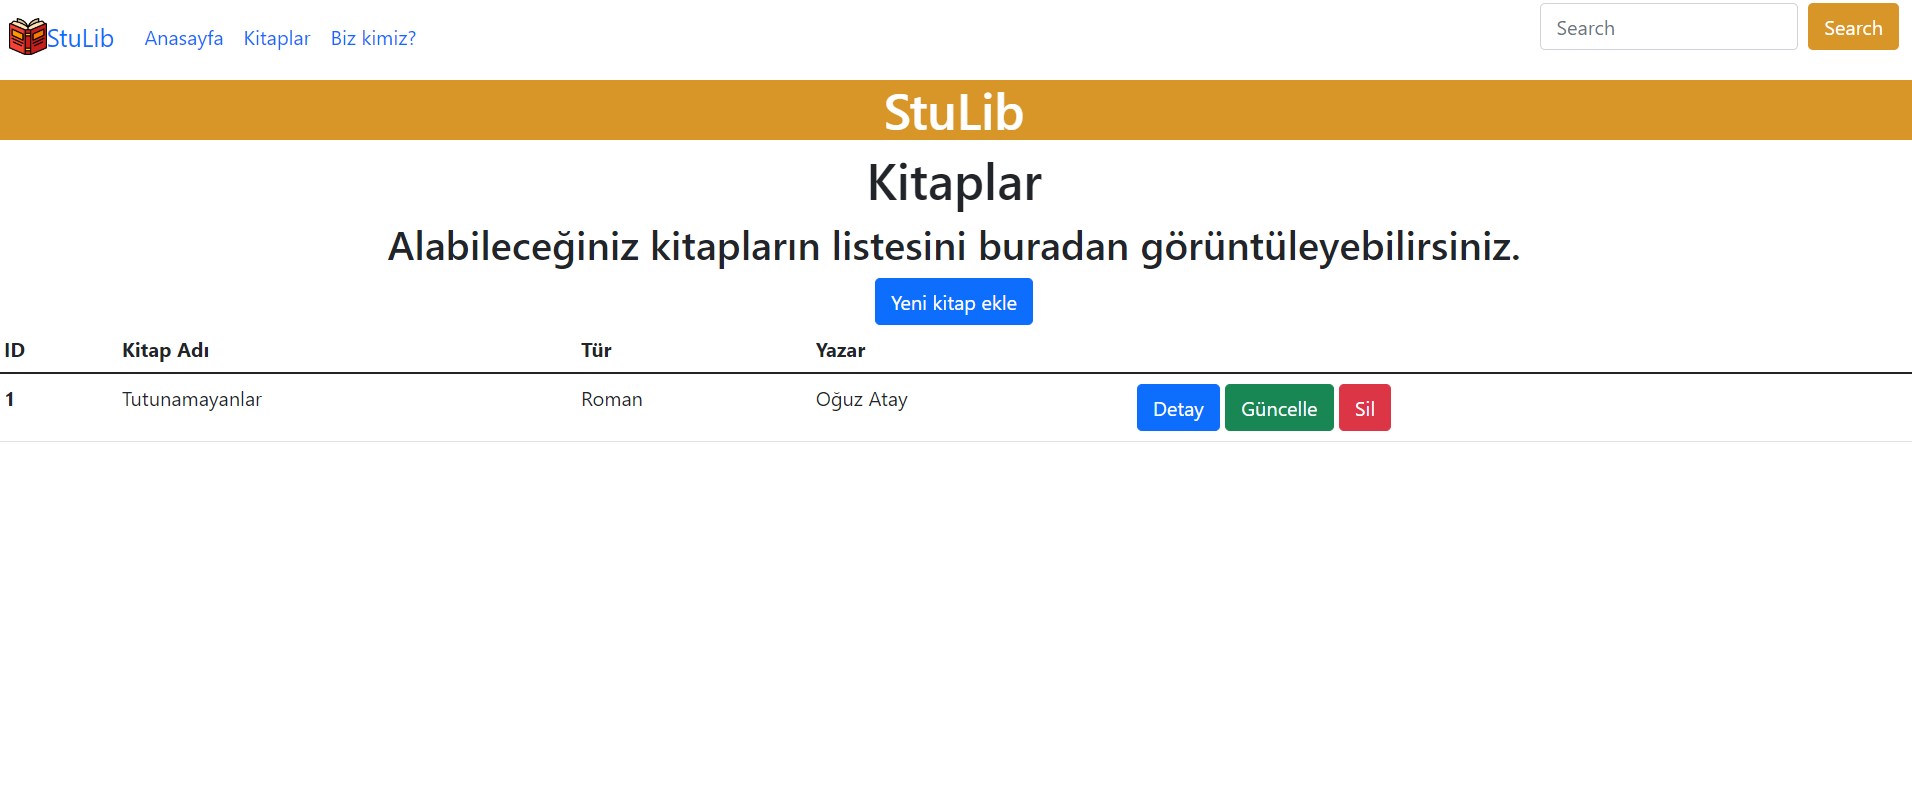 StuLib Anasayfa Kitaplar Biz kimiz? Search Search
StuLib
Kitaplar
Alabileceğiniz kitapların listesini buradan görüntüleyebilirsiniz.
Yeni kitap ekle
ID Kitap Adı Tür Yazar
1 Tutunamayanlar Roman Oğuz Atay Detay Güncelle Sil